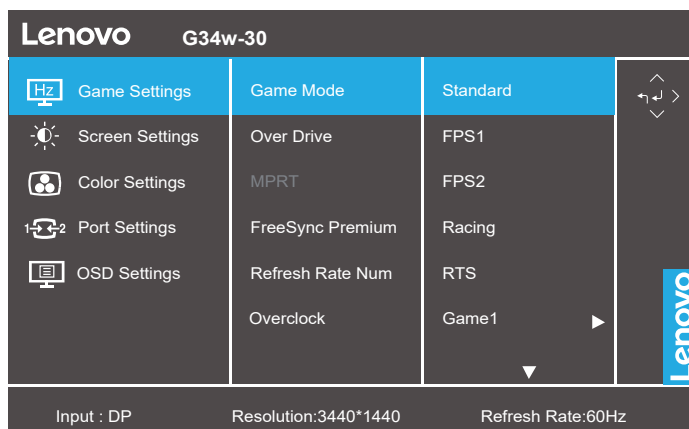 Lenovo G34w-30
Hz Game Settings Game Mode Standard
Screen Settings Over Drive FPS1
Color Settings MPRT FPS2
1 2 Port Settings FreeSync Premium Racing
OSD Settings Refresh Rate Num RTS
Overclock Game1
Lenovo
Input : DP Resolution:3440*1440 Refresh Rate:60Hz